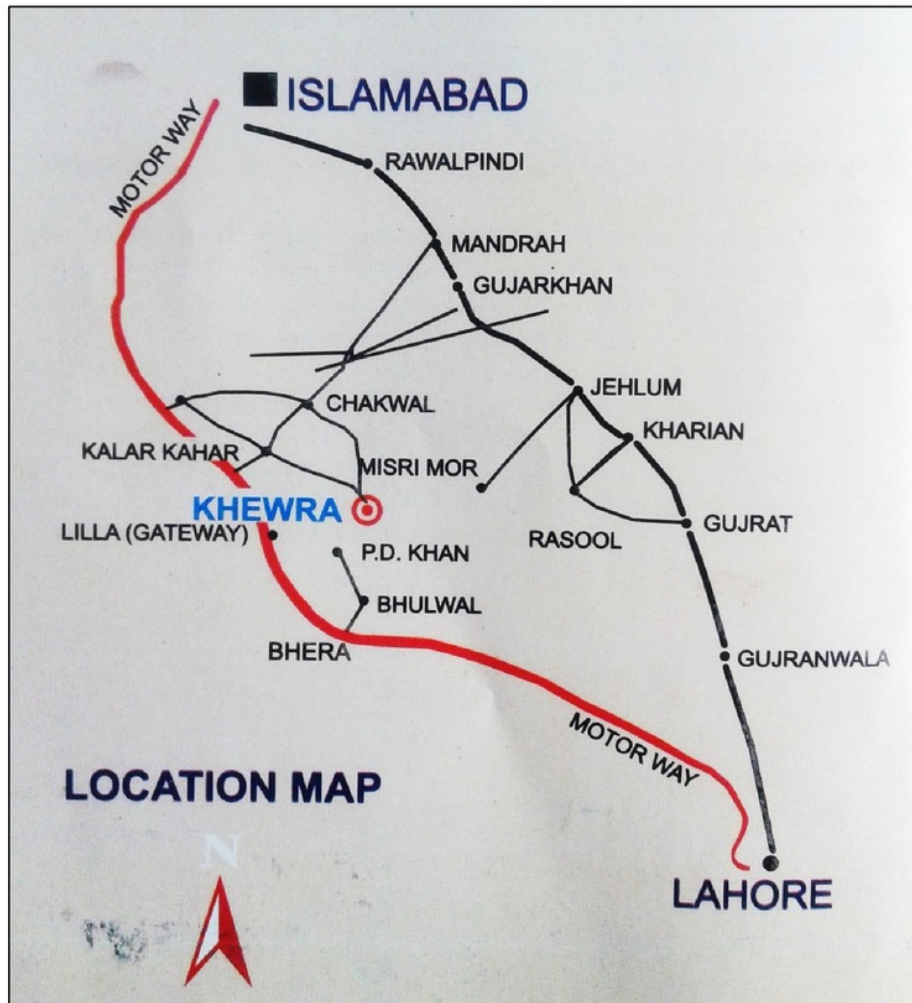 ISLAMABAD
MOTOR WAY
RAWALPINDI
MANDRAH
GUJARKHAN
JEHLUM
CHAKWAL
KHARIAN
KALAR KAHAR
MISRI MOR
KHEWRA
LILLA (GATEWAY)
RASOOL
GUJRAT
P.D. KHAN
BHULWAL
BHERA
GUJRANWALA
MOTOR WAY
LOCATION MAP
N
LAHORE